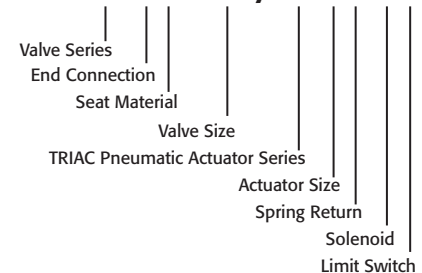 Valve Series
End Connection
Seat Material
Valve Size
TRIAC Pneumatic Actuator Series
Actuator Size
Spring Return
Solenoid
Limit Switch